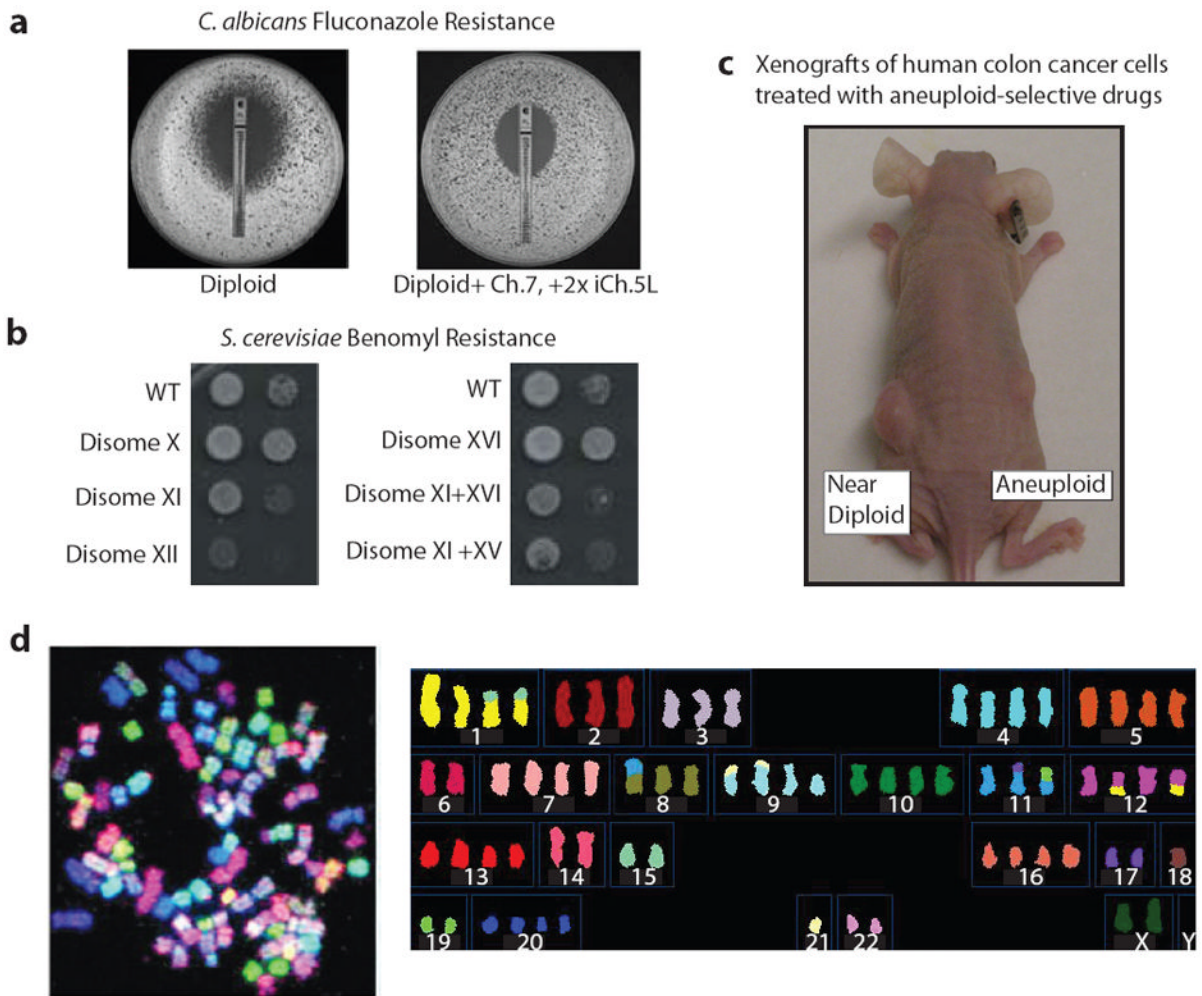 a
C. albicans Fluconazole Resistance
Diploid
Diploid+ Ch.7, +2x iCh.5L
b
S. cerevisiae Benomyl Resistance
WT
Disome X
Disome XI
Disome XII
WT
Disome XVI
Disome XI+XVI
Disome XI +XV
c
Xenografts of human colon cancer cells
treated with aneuploid-selective drugs
Near
Diploid
Aneuploid
d
1
2
3
4
5
6
7
8
9
10
11
12
13
14
15
16
17
18
19
20
21
22
X
Y